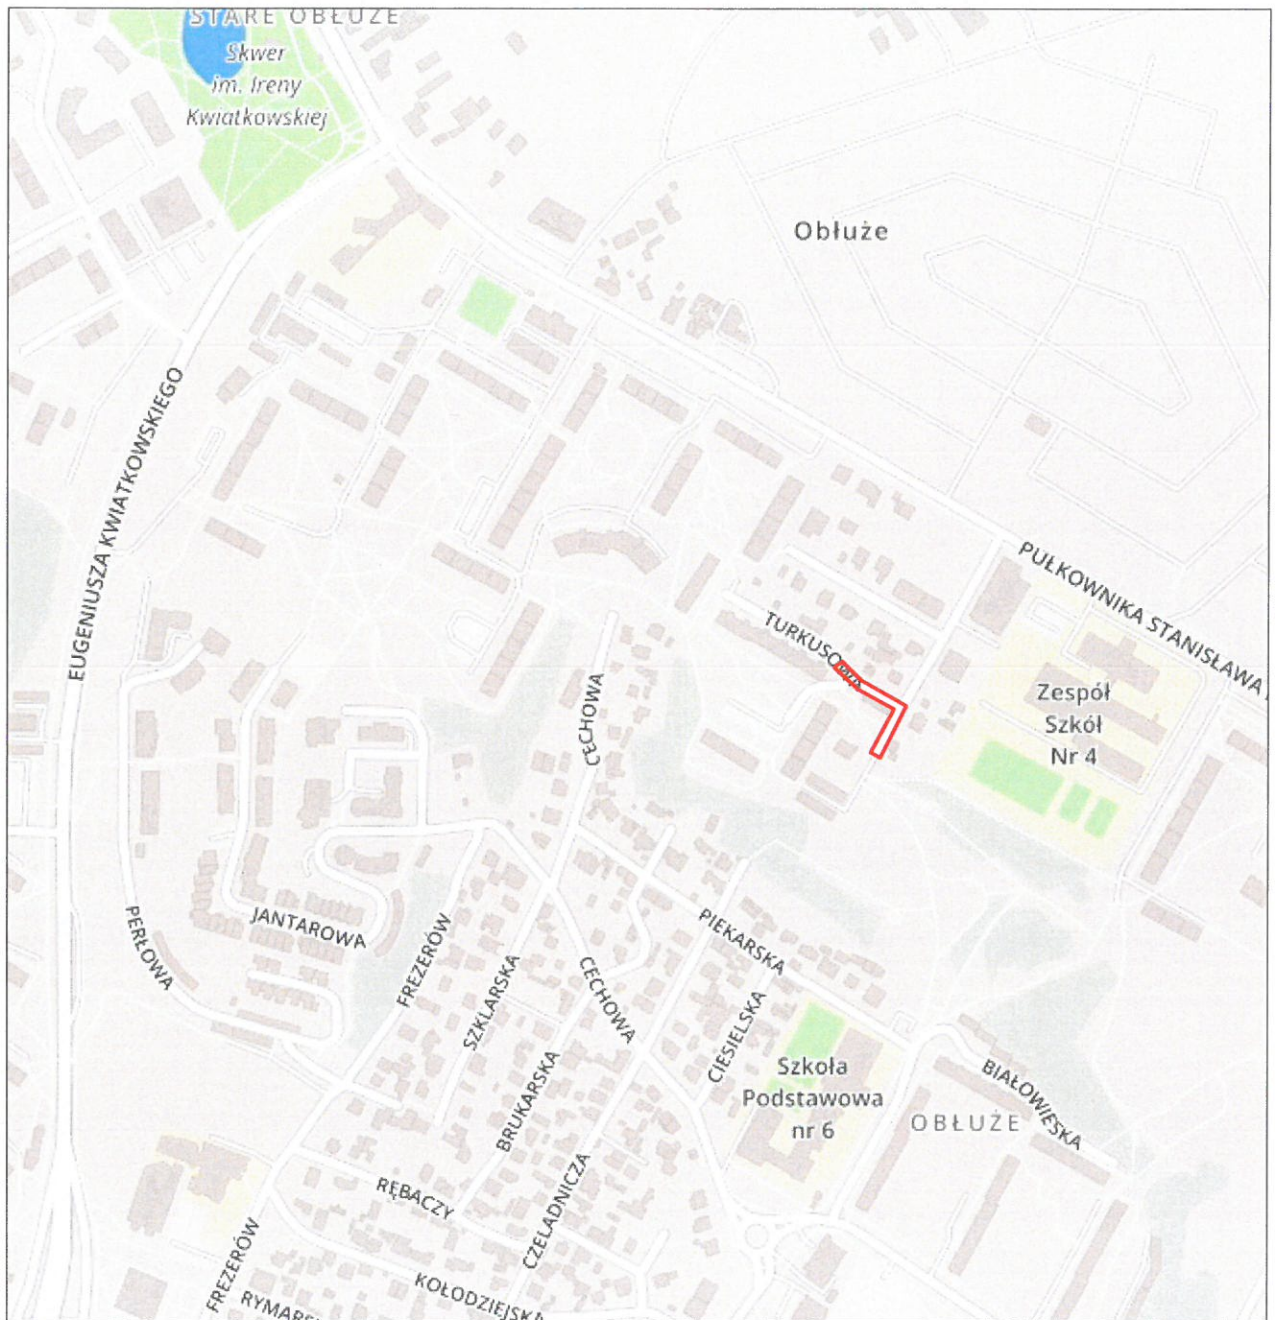 STARE OBŁUŻE
Skwer
im. Ireny
Kwiatkowskiej
Obłuże
EUGENIUSZA KWIATKOWSKIEGO
PUŁKOWNIKA STANISŁAWA
TURKUSOWA
Zespół
Szkół
Nr 4
CECHOWA
JANTAROWA
PERŁOWA
FREZERÓW
SZKLARSKA
PIEKARSKA
CECHOWA
CIESIELSKA
BRUKARSKA
Szkoła
Podstawowa
nr 6
BIAŁOWIESKA
OBŁUŻE
RĘBACZY
CZELADNICZA
FREZERÓW
KOŁODZIEJSKA